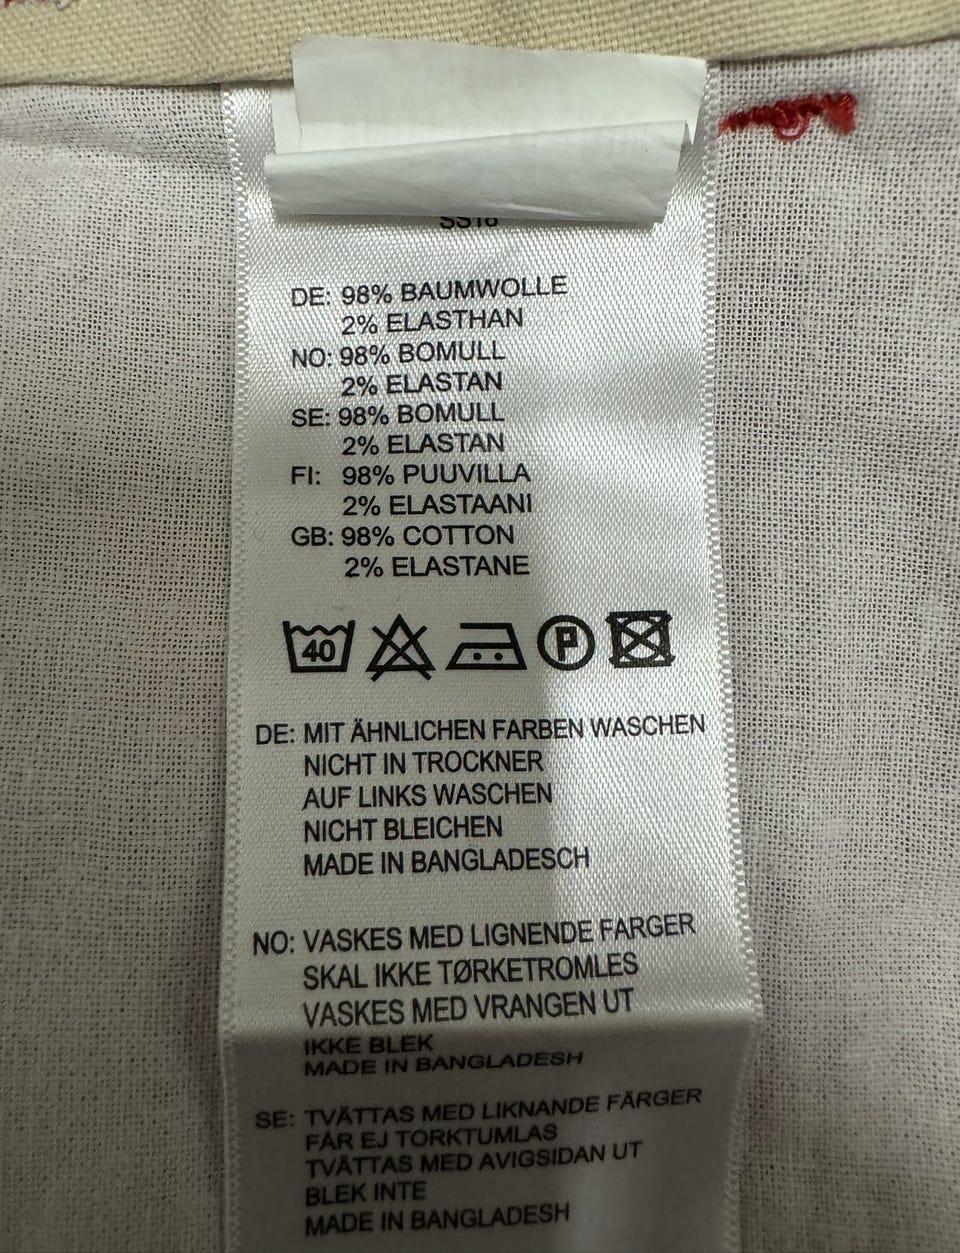 DE: 98% BAUMWOLLE
2% ELASTHAN
NO: 98% BOMULL
2% ELASTAN
SE: 98% BOMULL
2% ELASTAN
FI: 98% PUUVILLA
2% ELASTAANI
GB: 98% COTTON
2% ELASTANE
40 P
DE: MIT ÄHNLICHEN FARBEN WASCHEN
NICHT IN TROCKNER
AUF LINKS WASCHEN
NICHT BLEICHEN
MADE IN BANGLADESCH
NO: VASKES MED LIGNENDE FARGER
SKAL IKKE TØRKETROMLES
VASKES MED VRANGEN UT
IKKE BLEK
MADE IN BANGLADESH
SE: TVÄTTAS MED LIKNANDE FÄRGER
FÅR EJ TORKTUMLAS
TVÄTTAS MED AVIGSIDAN UT
BLEK INTE
MADE IN BANGLADESH